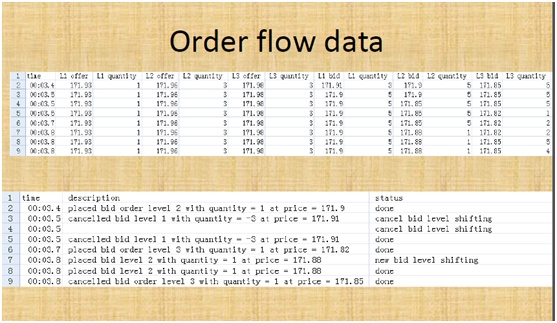 Order flow data
1 time L1 offer L1 quantity L2 offer L2 quantity L3 offer L3 quantity L1 bid L1 quantity L2 bid L2 quantity L3 bid L3 quantity
2 00:03.4 171.93 1 171.96 3 171.98 3 171.91 3 171.9 5 171.85 5
3 00:03.5 171.93 1 171.96 3 171.98 3 171.9 5 171.9 5 171.85 5
4 00:03.5 171.93 1 171.96 3 171.98 3 171.9 5 171.85 5 171.85 5
5 00:03.5 171.93 1 171.96 3 171.98 3 171.9 5 171.85 5 171.82 1
6 00:03.7 171.93 1 171.96 3 171.98 3 171.9 5 171.85 5 171.82 2
7 00:03.8 171.93 1 171.96 3 171.98 3 171.9 5 171.88 1 171.82 2
8 00:03.8 171.93 1 171.96 3 171.98 3 171.9 5 171.88 1 171.85 5
9 00:03.8 171.93 1 171.96 3 171.98 3 171.9 5 171.88 1 171.85 4
1 time description status
2 00:03.4 placed bid order level 2 with quantity = 1 at price = 171.9 done
3 00:03.5 cancelled bid level 1 with quantity = -3 at price = 171.91 cancel bid level shifting
4 00:03.5 cancel bid level shifting
5 00:03.5 cancelled bid level 1 with quantity = -3 at price = 171.91 done
6 00:03.7 placed bid order level 3 with quantity = 1 at price = 171.82 done
7 00:03.8 placed bid level 2 with quantity = 1 at price = 171.88 new bid level shifting
8 00:03.8 placed bid level 2 with quantity = 1 at price = 171.88 done
9 00:03.8 cancelled bid order level 3 with quantity = 1 at price = 171.85 done